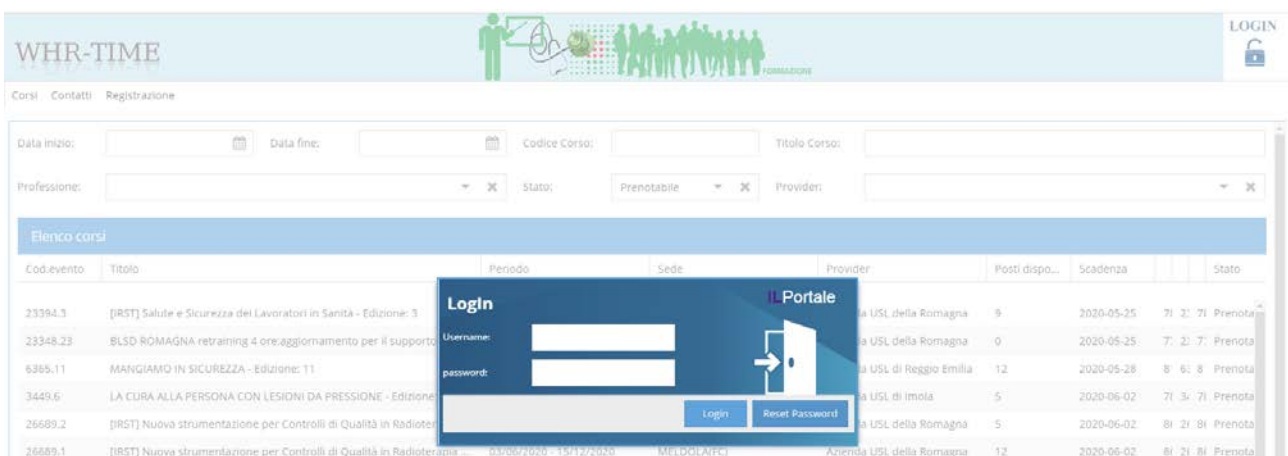 LOGIN
WHR-TIME
FORMAZIONE
Corsi Contatti Registrazione
Data inizio: Data fine: Codice Corso: Titolo Corso:
Professione: Stato: Prenotabile Provider:
Elenco corsi
Cod.evento Titolo Periodo Sede Provider Posti dispo... Scadenza Stato
LogIn IL Portale
23394.3 [IRST] Salute e Sicurezza dei Lavoratori in Sanità - Edizione: 3 USL della Romagna 9 2020-05-25 Prenota
Username:
23348.23 BLSD ROMAGNA retraining 4 ore:aggiornamento per il supporto USL della Romagna 0 2020-05-25 Prenota
6365.11 MANGIAMO IN SICUREZZA - Edizione: 11 USL di Reggio Emilia 12 2020-05-28 Prenota
password:
3449.6 LA CURA ALLA PERSONA CON LESIONI DA PRESSIONE - Edizione USL di Imola 5 2020-06-02 Prenota
Login Reset Password
26689.2 [IRST] Nuova strumentazione per Controlli di Qualità in Radioter USL della Romagna 5 2020-06-02 Prenota
26689.1 [IRST] Nuova strumentazione per Controlli di Qualità in Radioterapia ... 03/06/2020 - 15/12/2020 MELDOLA(FC) Azienda USL della Romagna 12 2020-06-02 Prenota